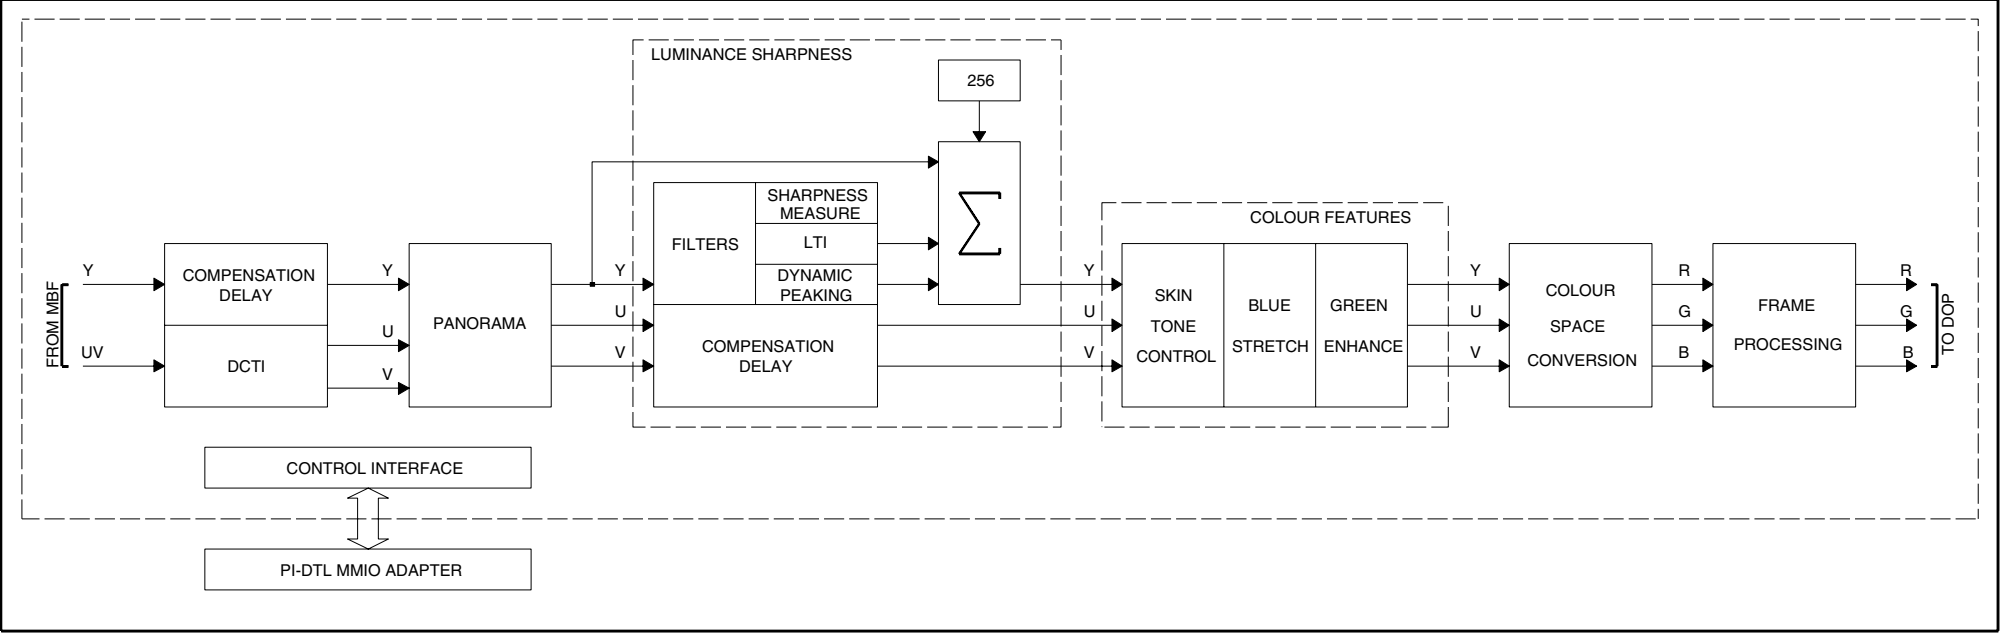 LUMINANCE SHARPNESS
256
SHARPNESS
MEASURE
FILTERS
LTI
DYNAMIC
PEAKING
COMPENSATION
DELAY
COLOUR FEATURES
SKIN
TONE
CONTROL
BLUE
STRETCH
GREEN
ENHANCE
FROM MBF
Y
UV
COMPENSATION
DELAY
DCTI
Y
U
V
PANORAMA
Y
U
V
∑
Y
U
V
Y
U
V
COLOUR
SPACE
CONVERSION
R
G
B
FRAME
PROCESSING
R
G
B
TO DOP
CONTROL INTERFACE
PI-DTL MMIO ADAPTER